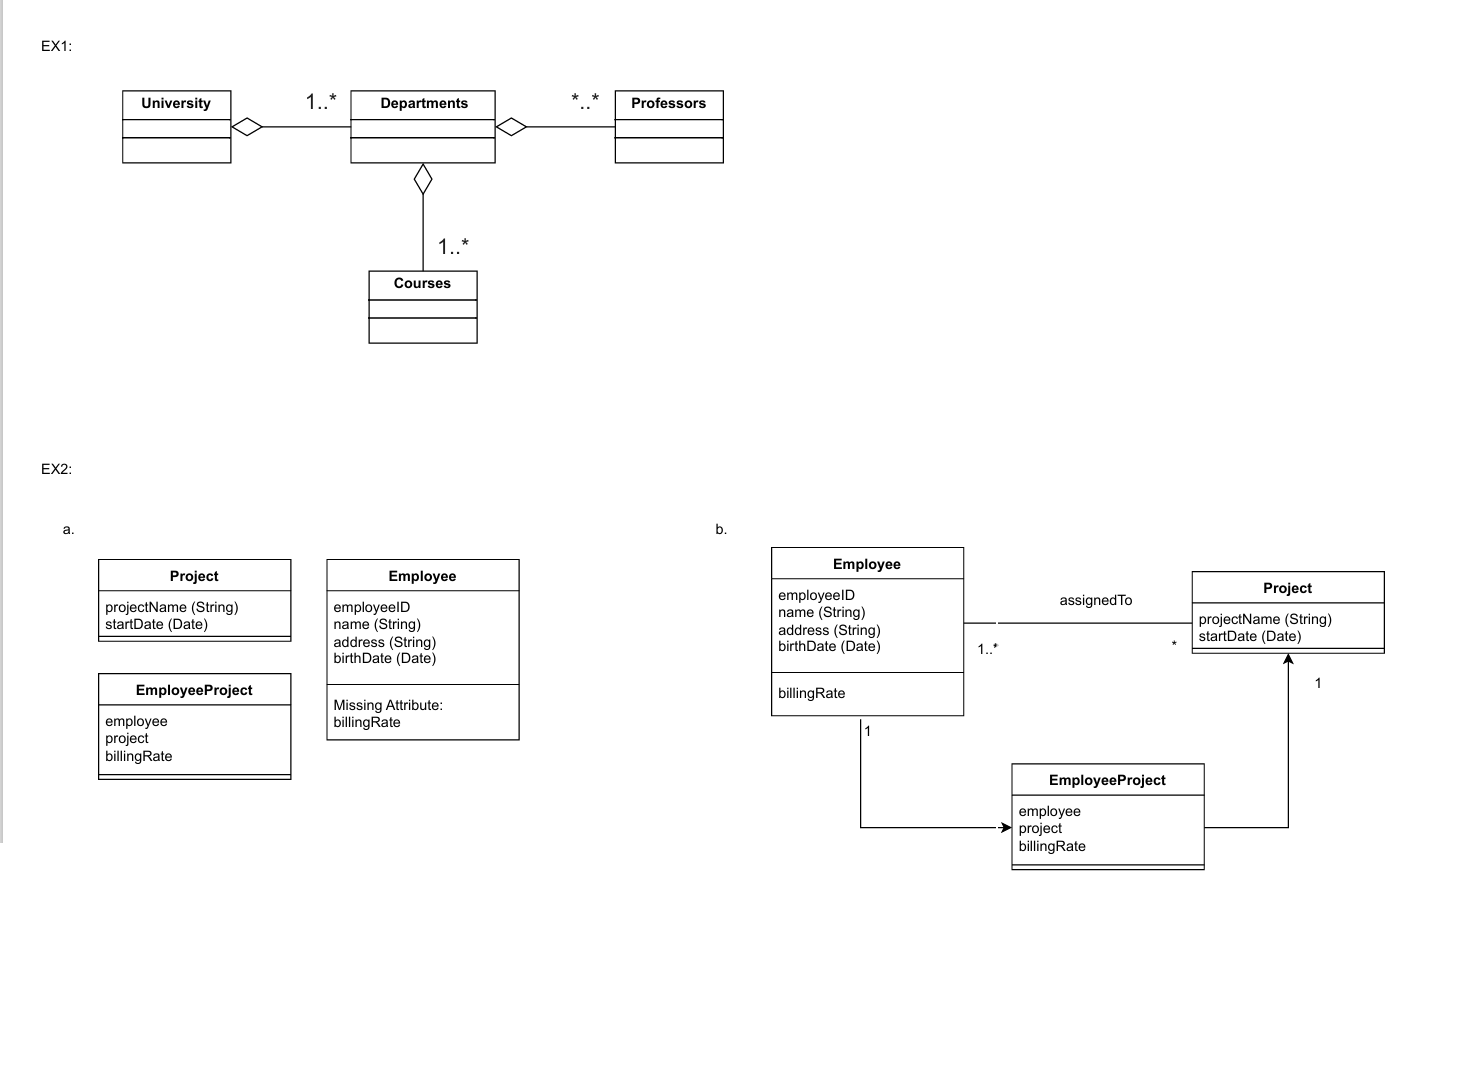 EX1:
University
1..*
Departments
*..*
Professors
1..*
Courses
EX2:
a.
Project
projectName (String)
startDate (Date)
Employee
employeeID
name (String)
address (String)
birthDate (Date)
Missing Attribute:
billingRate
EmployeeProject
employee
project
billingRate
b.
Employee
employeeID
name (String)
address (String)
birthDate (Date)
billingRate
assignedTo
1..*
*
Project
projectName (String)
startDate (Date)
1
1
EmployeeProject
employee
project
billingRate